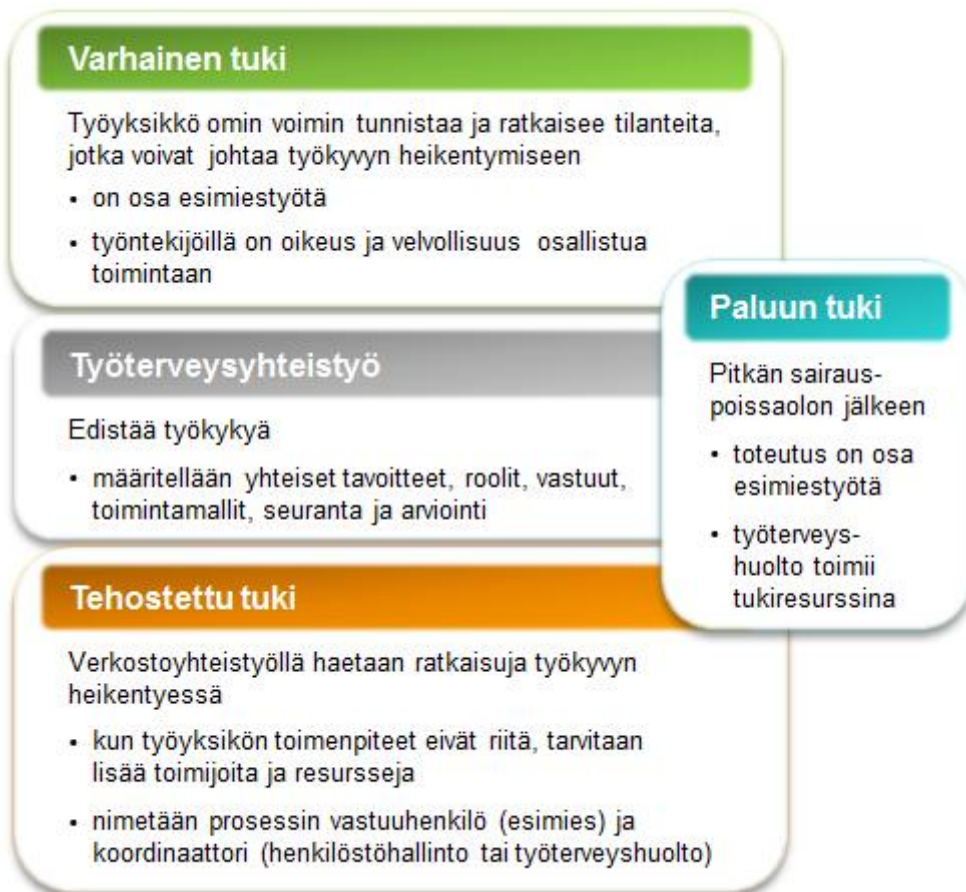 Varhainen tuki
Työyksikkö omin voimin tunnistaa ja ratkaisee tilanteita,
jotka voivat johtaa työkyvyn heikentymiseen
• on osa esimiestyötä
• työntekijöillä on oikeus ja velvollisuus osallistua
toimintaan
Työterveysyhteistyö
Edistää työkykyä
• määritellään yhteiset tavoitteet, roolit, vastuut,
toimintamallit, seuranta ja arviointi
Paluun tuki
Pitkän sairaus-
poissaolon jälkeen
• toteutus on osa
esimiestyötä
• työterveys-
huolto toimii
tukiresurssina
Tehostettu tuki
Verkostoyhteistyöllä haetaan ratkaisuja työkyvyn
heikentyessä
• kun työyksikön toimenpiteet eivät riitä, tarvitaan
lisää toimijoita ja resursseja
• nimetään prosessin vastuuhenkilö (esimies) ja
koordinaattori (henkilöstöhallinto tai työterveyshuolto)